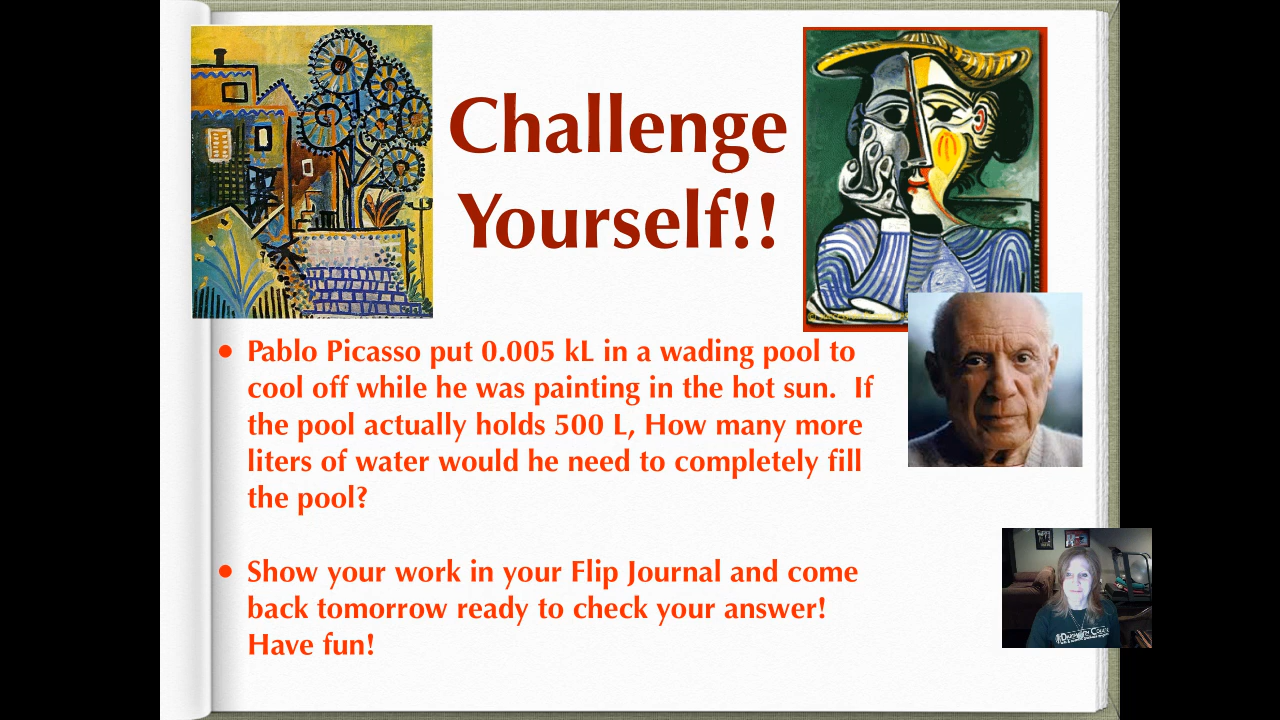 Challenge
Yourself!!
• Pablo Picasso put 0.005 kL in a wading pool to
cool off while he was painting in the hot sun.  If
the pool actually holds 500 L, How many more
liters of water would he need to completely fill
the pool?
• Show your work in your Flip Journal and come
back tomorrow ready to check your answer!
Have fun!